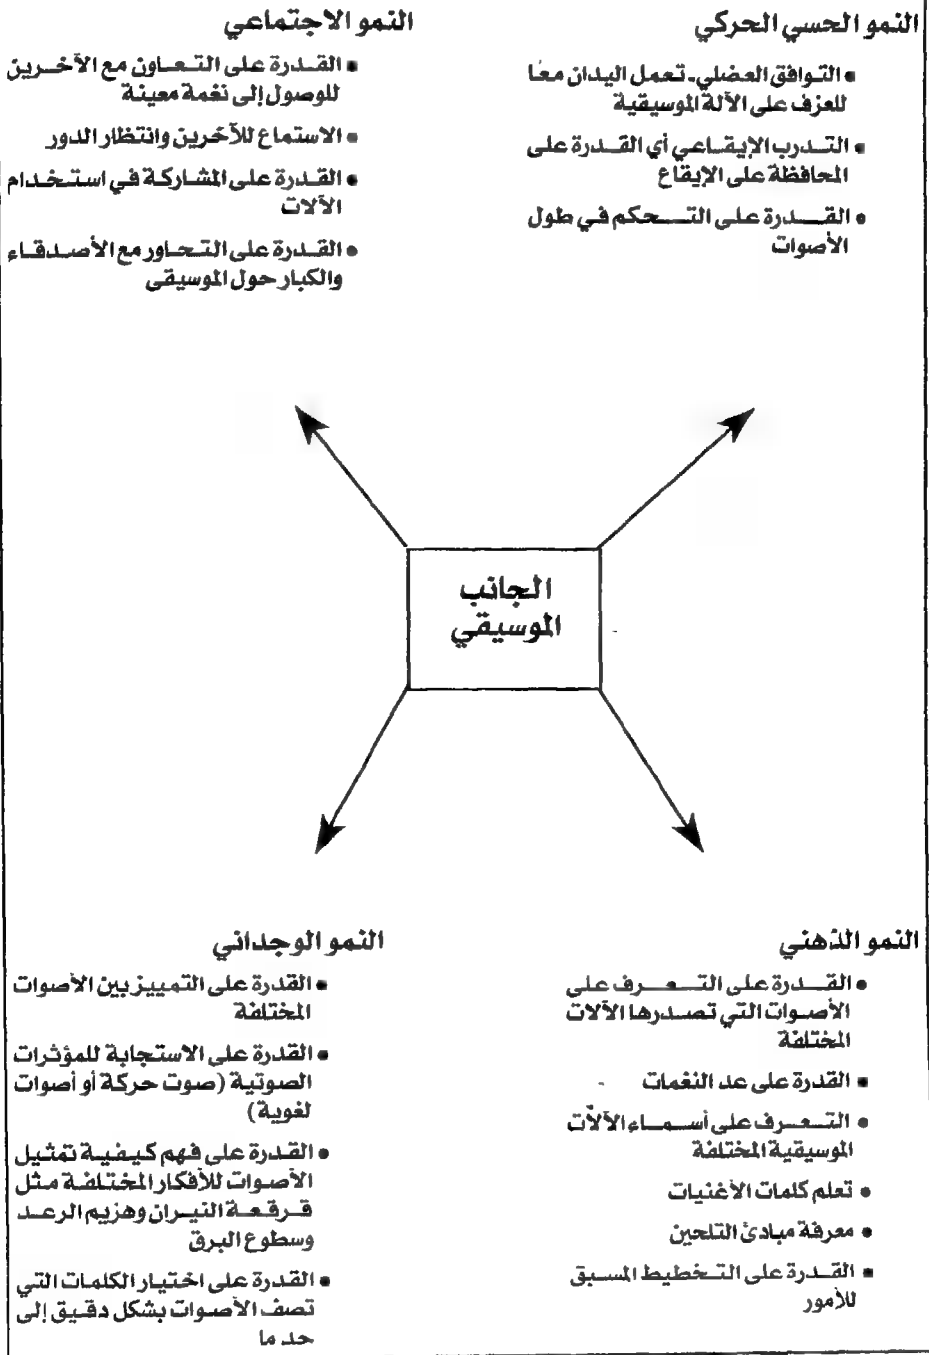 النمو الحسي الحركي
• التوافق العضلي. تعمل اليدان معًا
للعزف على الآلة الموسيقية
• التدرب الإيقاعي أي القدرة على
المحافظة على الإيقاع
• القدرة على التحكم في طول
الأصوات
النمو الاجتماعي
• القدرة على التعاون مع الآخرين
للوصول إلى نغمة معينة
• الاستماع للآخرين وانتظار الدور
• القدرة على المشاركة في استخدام
الآلات
• القدرة على التحاور مع الأصدقاء
والكبار حول الموسيقى
الجانب
الموسيقي
النمو الذهني
• القدرة على التعرف على
الأصوات التي تصدرها الآلات
المختلفة
• القدرة على عد النغمات
• التعرف على أسماء الآلات
الموسيقية المختلفة
• تعلم كلمات الأغنيات
• معرفة مبادئ التلحين
• القدرة على التخطيط المسبق
للأمور
النمو الوجداني
• القدرة على التمييز بين الأصوات
المختلفة
• القدرة على الاستجابة للمؤثرات
الصوتية (صوت حركة أو أصوات
لغوية)
• القدرة على فهم كيفية تمثيل
الأصوات للأفكار المختلفة مثل
قرقعة النيران وهزيم الرعد
وسطوع البرق
• القدرة على اختيار الكلمات التي
تصف الأصوات بشكل دقيق إلى
حد ما